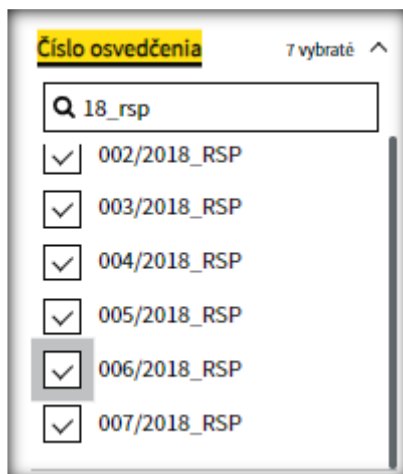 Číslo osvedčenia 7 vybraté
18_rsp
002/2018_RSP
003/2018_RSP
004/2018_RSP
005/2018_RSP
006/2018_RSP
007/2018_RSP